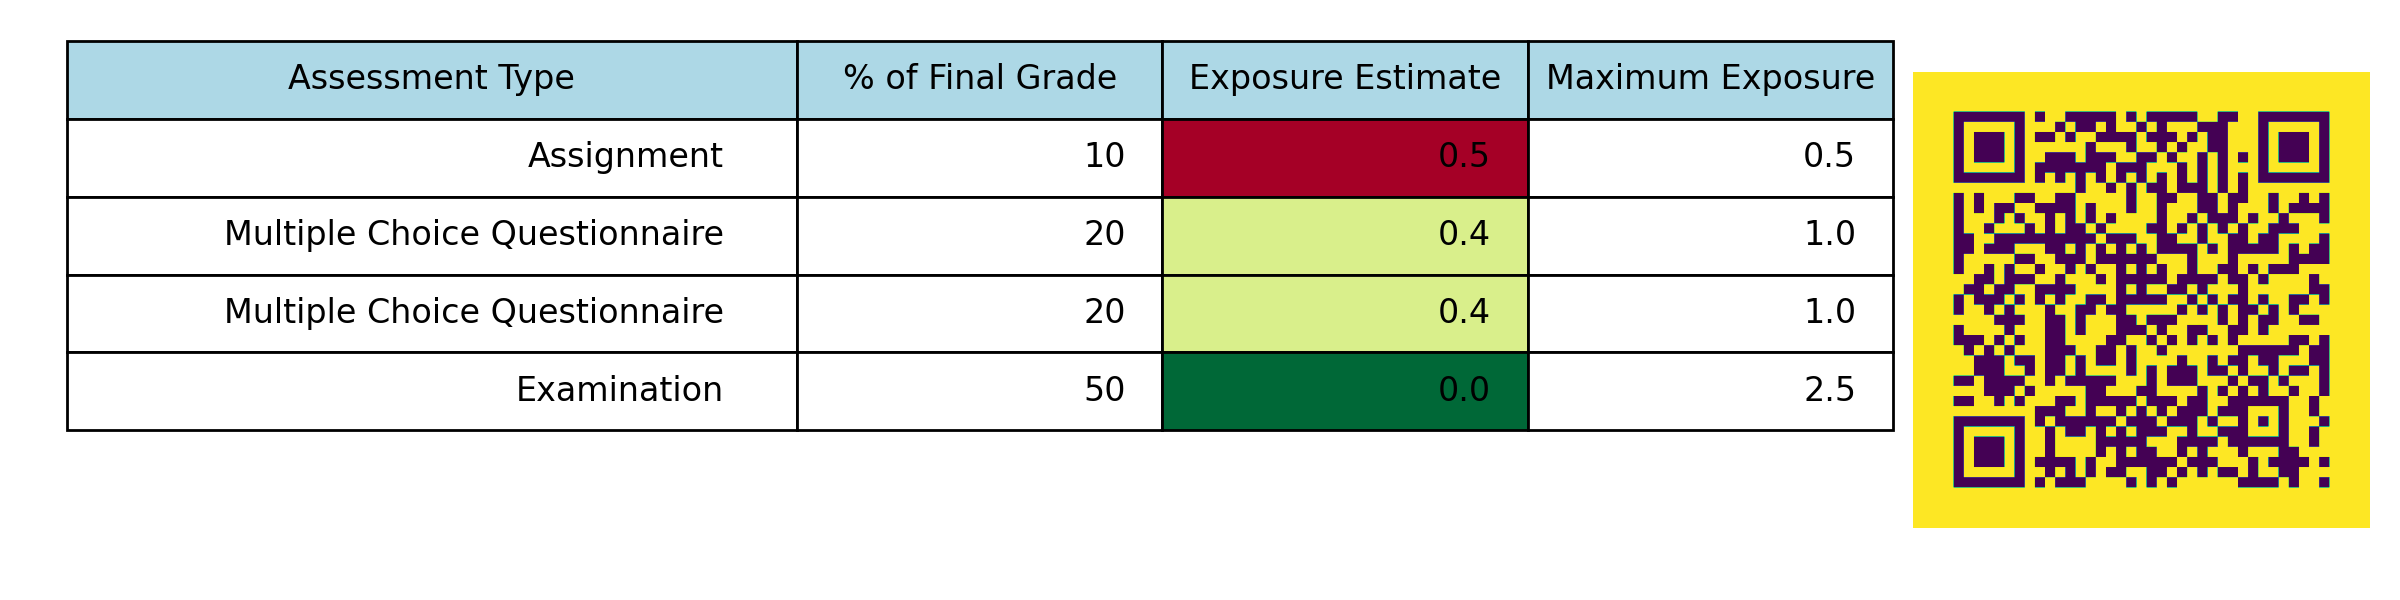 Assessment Type % of Final Grade Exposure Estimate Maximum Exposure
Assignment 10 0.5 0.5
Multiple Choice Questionnaire 20 0.4 1.0
Multiple Choice Questionnaire 20 0.4 1.0
Examination 50 0.0 2.5